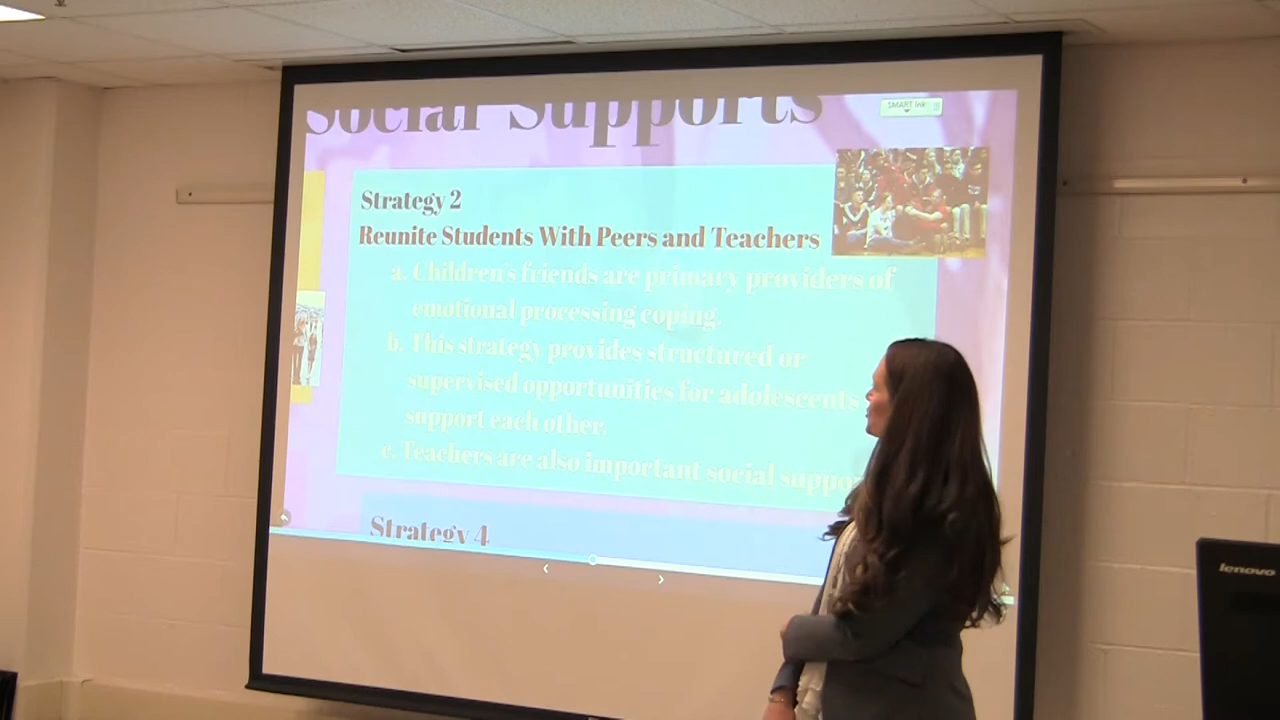 Social Supports
SMART Ink
Strategy 2
Reunite Students With Peers and Teachers
a. Children's friends are primary providers of
emotional processing coping.
b. This strategy provides structured or
supervised opportunities for adolescents
support each other.
c. Teachers are also important social
Strategy 4
lenovo